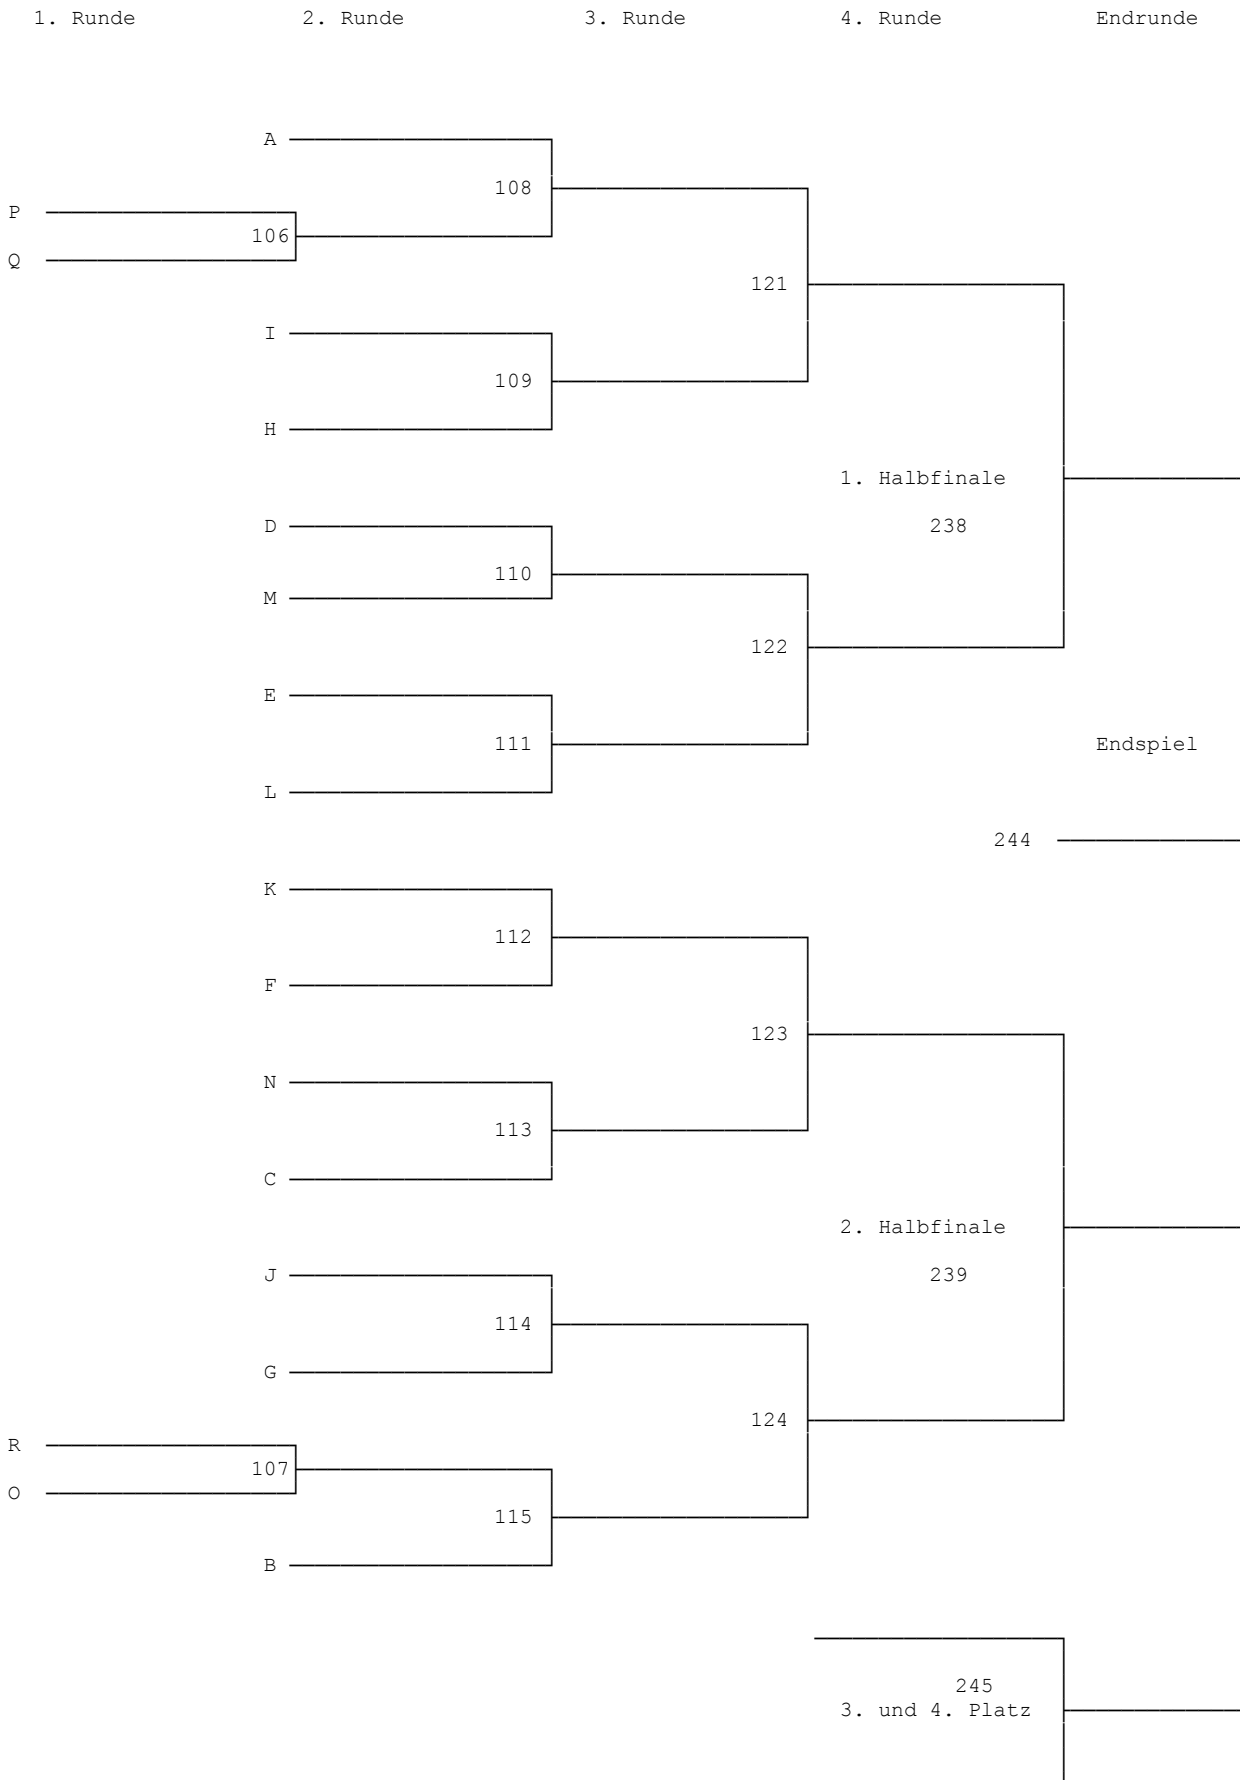 1. Runde 2. Runde 3. Runde 4. Runde Endrunde
A
108
P
106
Q
121
I
109
H
1. Halbfinale
D
238
110
M
122
E
111
Endspiel
L
244
K
112
F
123
N
113
C
2. Halbfinale
J
239
114
G
124
R
107
O
115
B
245
3. und 4. Platz